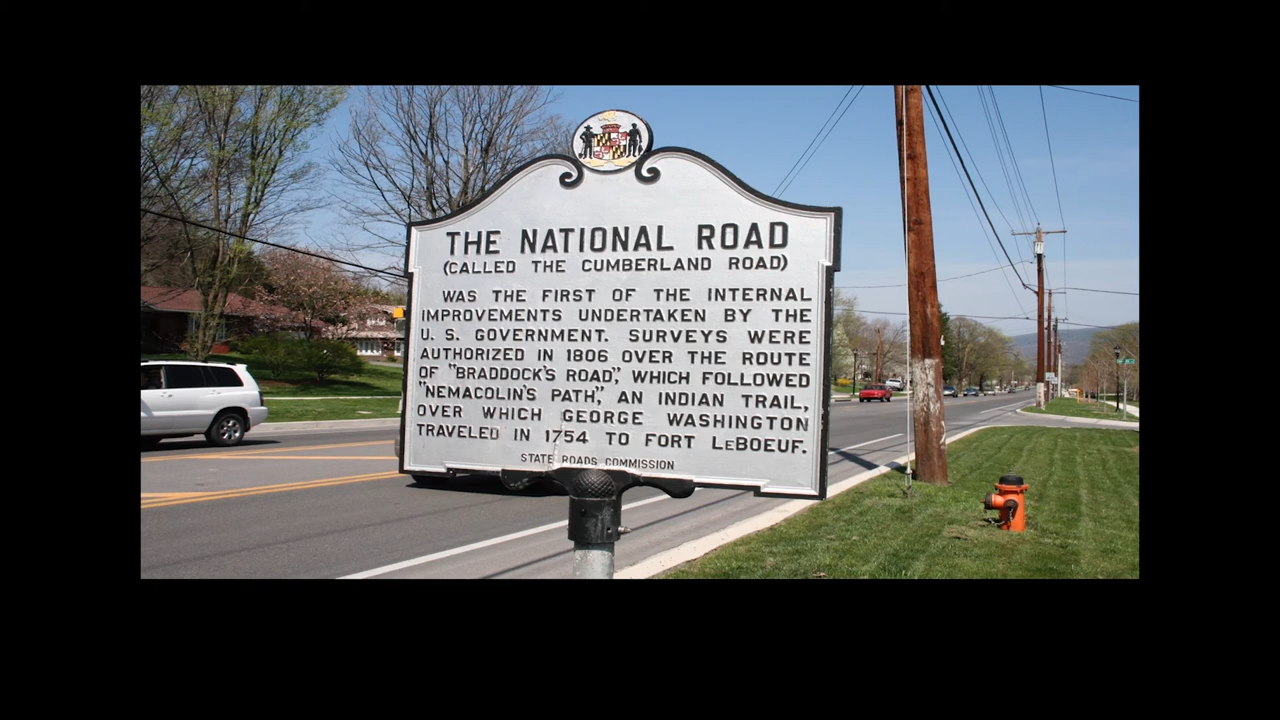 THE NATIONAL ROAD
(CALLED THE CUMBERLAND ROAD)
WAS THE FIRST OF THE INTERNAL
IMPROVEMENTS UNDERTAKEN BY THE
U. S. GOVERNMENT. SURVEYS WERE
AUTHORIZED IN 1806 OVER THE ROUTE
OF "BRADDOCK'S ROAD", WHICH FOLLOWED
"NEMACOLIN'S PATH", AN INDIAN TRAIL,
OVER WHICH GEORGE WASHINGTON
TRAVELED IN 1754 TO FORT LEBOEUF.
STATE ROADS COMMISSION